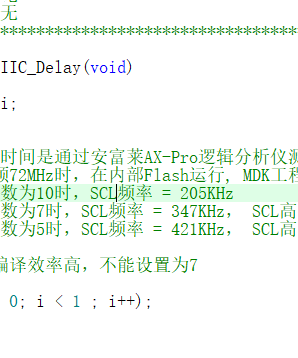 无
***********************************
IIC_Delay(void)
i;
时间是通过安富莱AX-Pro逻辑分析仪测
频72MHz时，在内部Flash运行, MDK工程
数为10时，SCL频率 = 205KHz
数为7时，SCL频率 = 347KHz， SCL高
数为5时，SCL频率 = 421KHz， SCL高
编译效率高，不能设置为7
0; i < 1 ; i++);